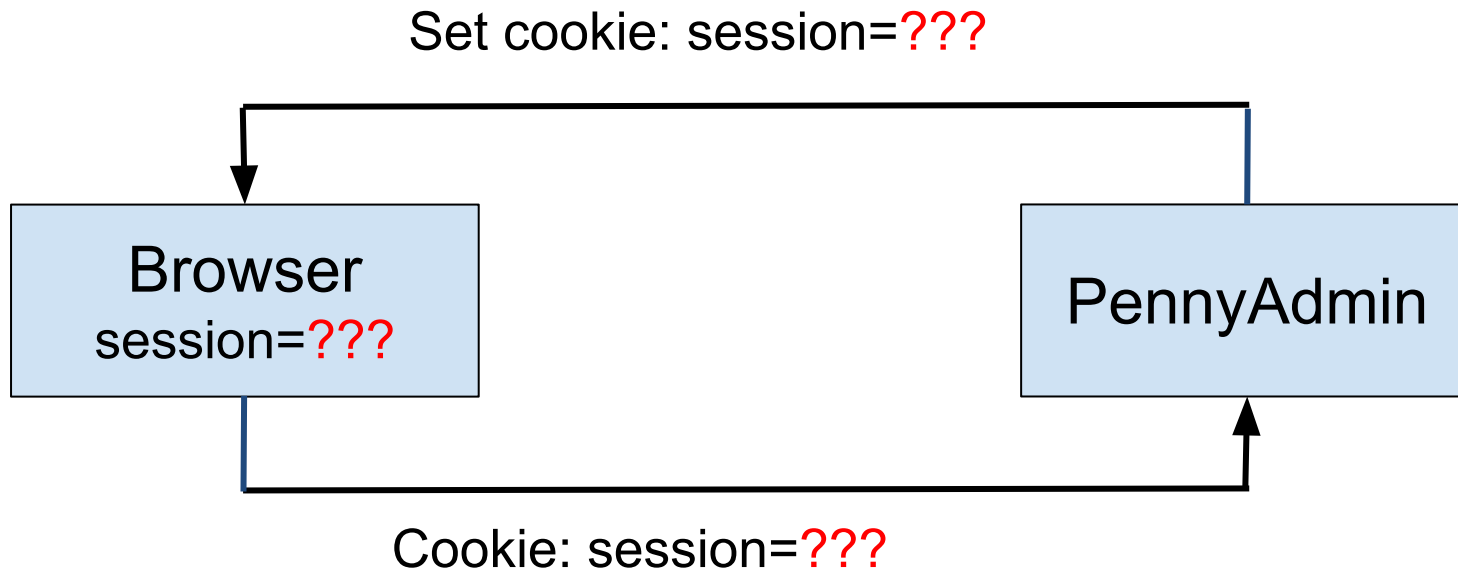 Set cookie: session=???
Browser
session=???
PennyAdmin
Cookie: session=???